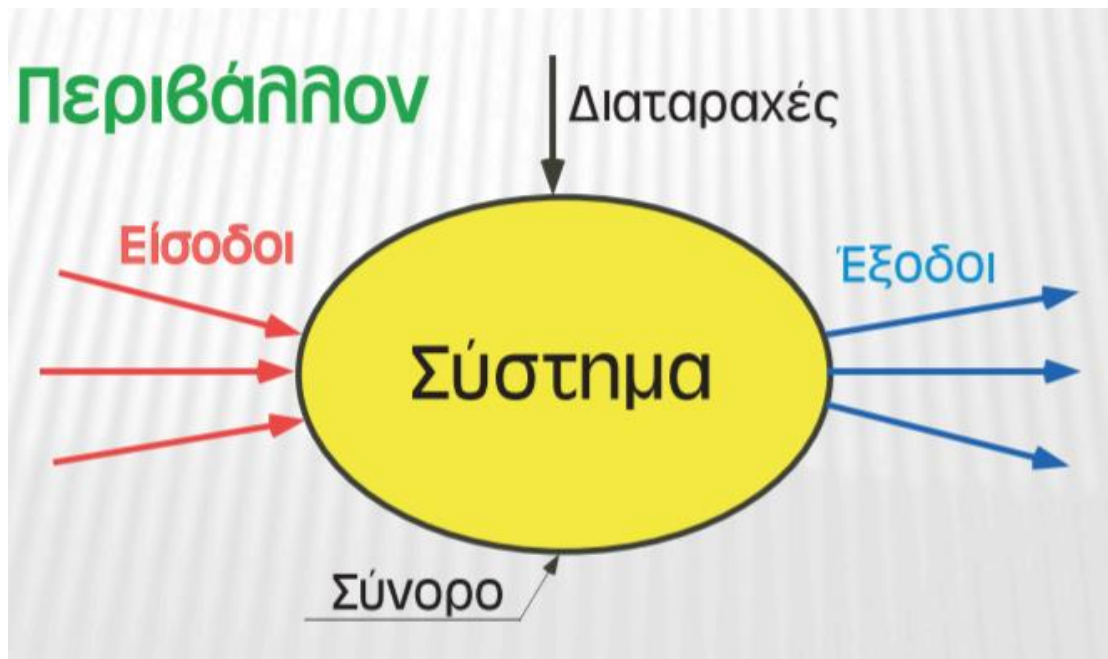 Περιβάλλον
Διαταραχές
Είσοδοι
Έξοδοι
Σύστημα
Σύνορο